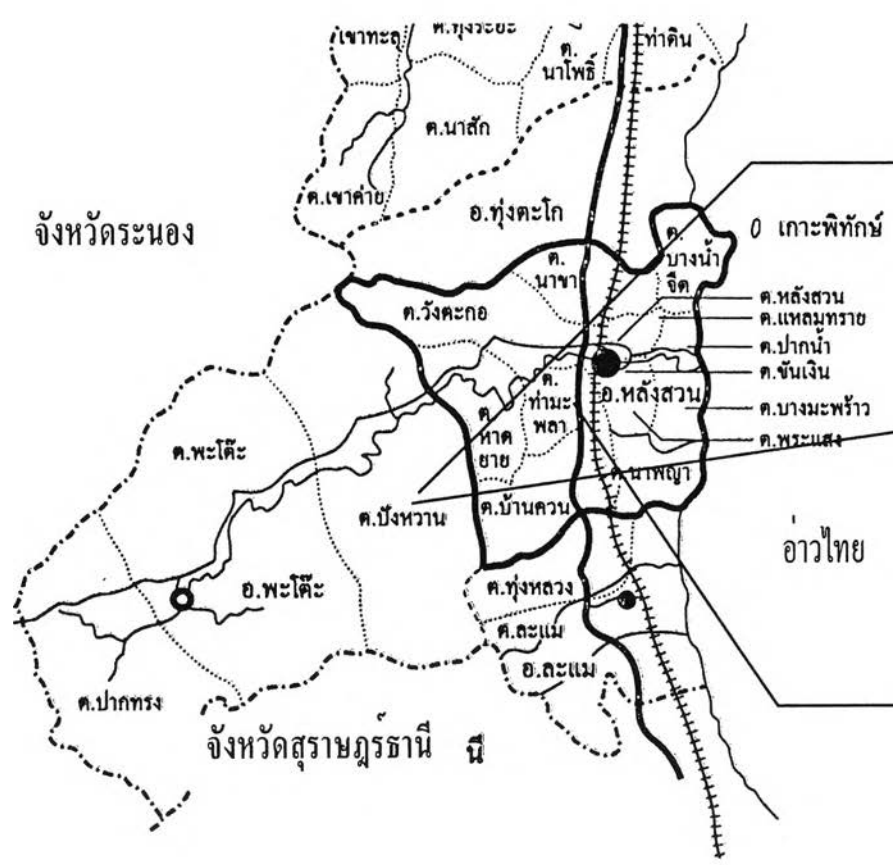 เขาทะลุ
ต.ทุ่งระยะ
ต.
นาโพธิ์
ท่าดิน
ต.นาสัก
ต.เขาค่าย
อ.ทุ่งตะโก
จังหวัดระนอง
ต.
บางน้ำ
จืด
เกาะพิทักษ์
ต.
นาขา
ต.วังตะกอ
ต.หลังสวน
ต.แหลมทราย
ต.ปากน้ำ
ต.ขันเงิน
อ.หลังสวน
ต.บางมะพร้าว
ต.พระแสง
ต.
ท่ามะ
พลา
ต.
หาด
ยาย
ต.พะโต๊ะ
ต.นาพญา
ต.ปังหวาน
ต.บ้านควน
อ่าวไทย
อ.พะโต๊ะ
ต.ทุ่งหลวง
ต.ละแม
อ.ละแม
ต.ปากทรง
จังหวัดสุราษฎร์ธานี นี